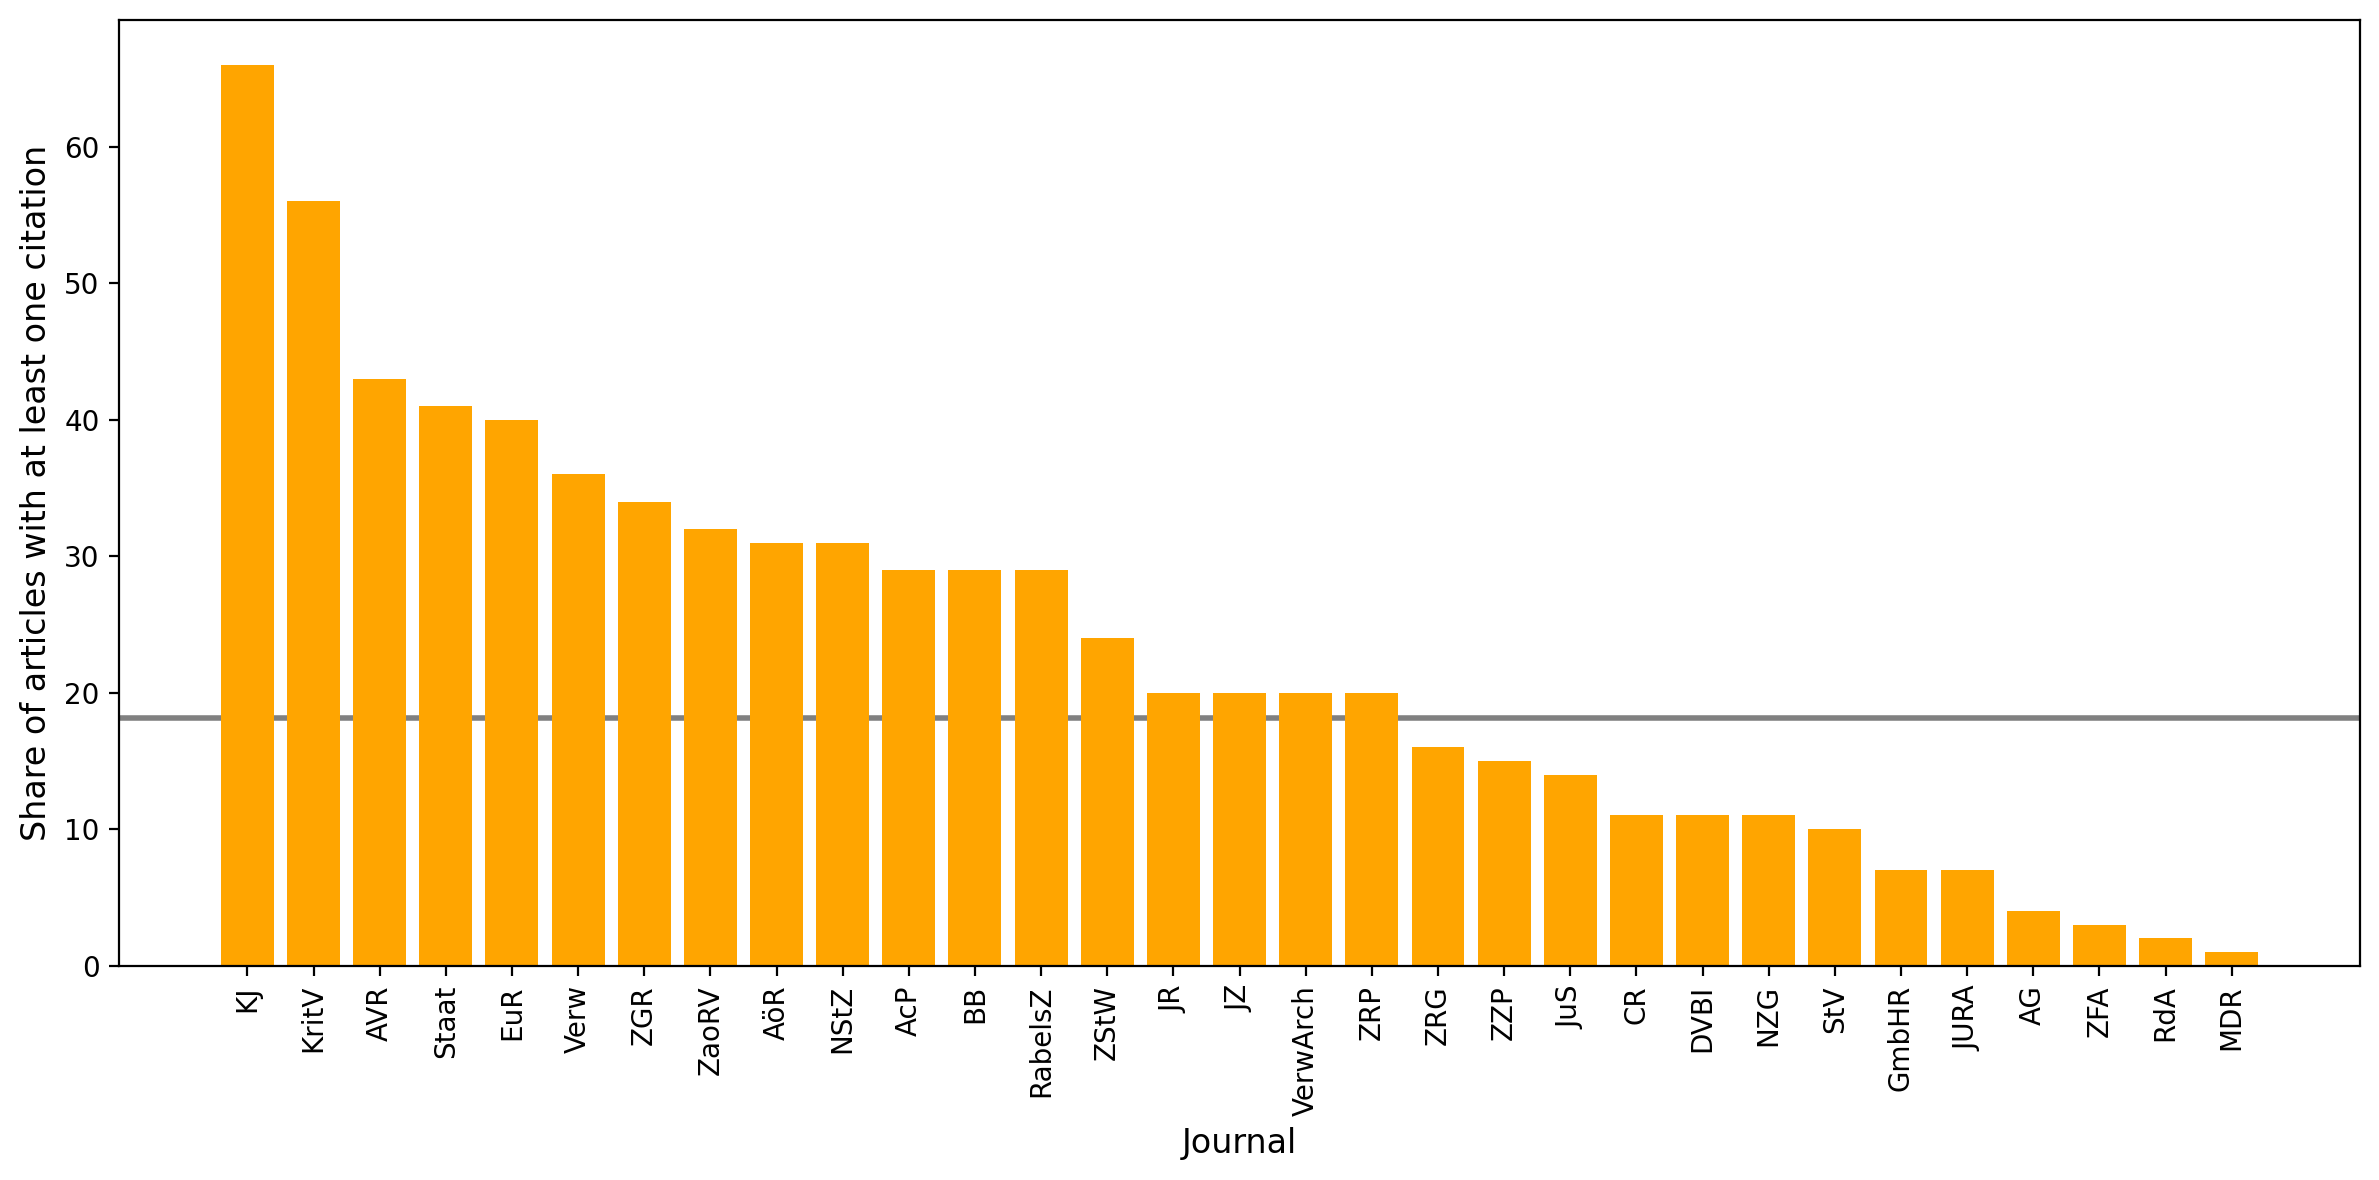 Share of articles with at least one citation
60
50
40
30
20
10
0
KJ
KritV
AVR
Staat
EuR
Verw
ZGR
ZaoRV
AöR
NStZ
AcP
BB
RabelsZ
ZStW
JR
JZ
VerwArch
ZRP
ZRG
ZZP
JuS
CR
DVBl
NZG
StV
GmbHR
JURA
AG
ZFA
RdA
MDR
Journal